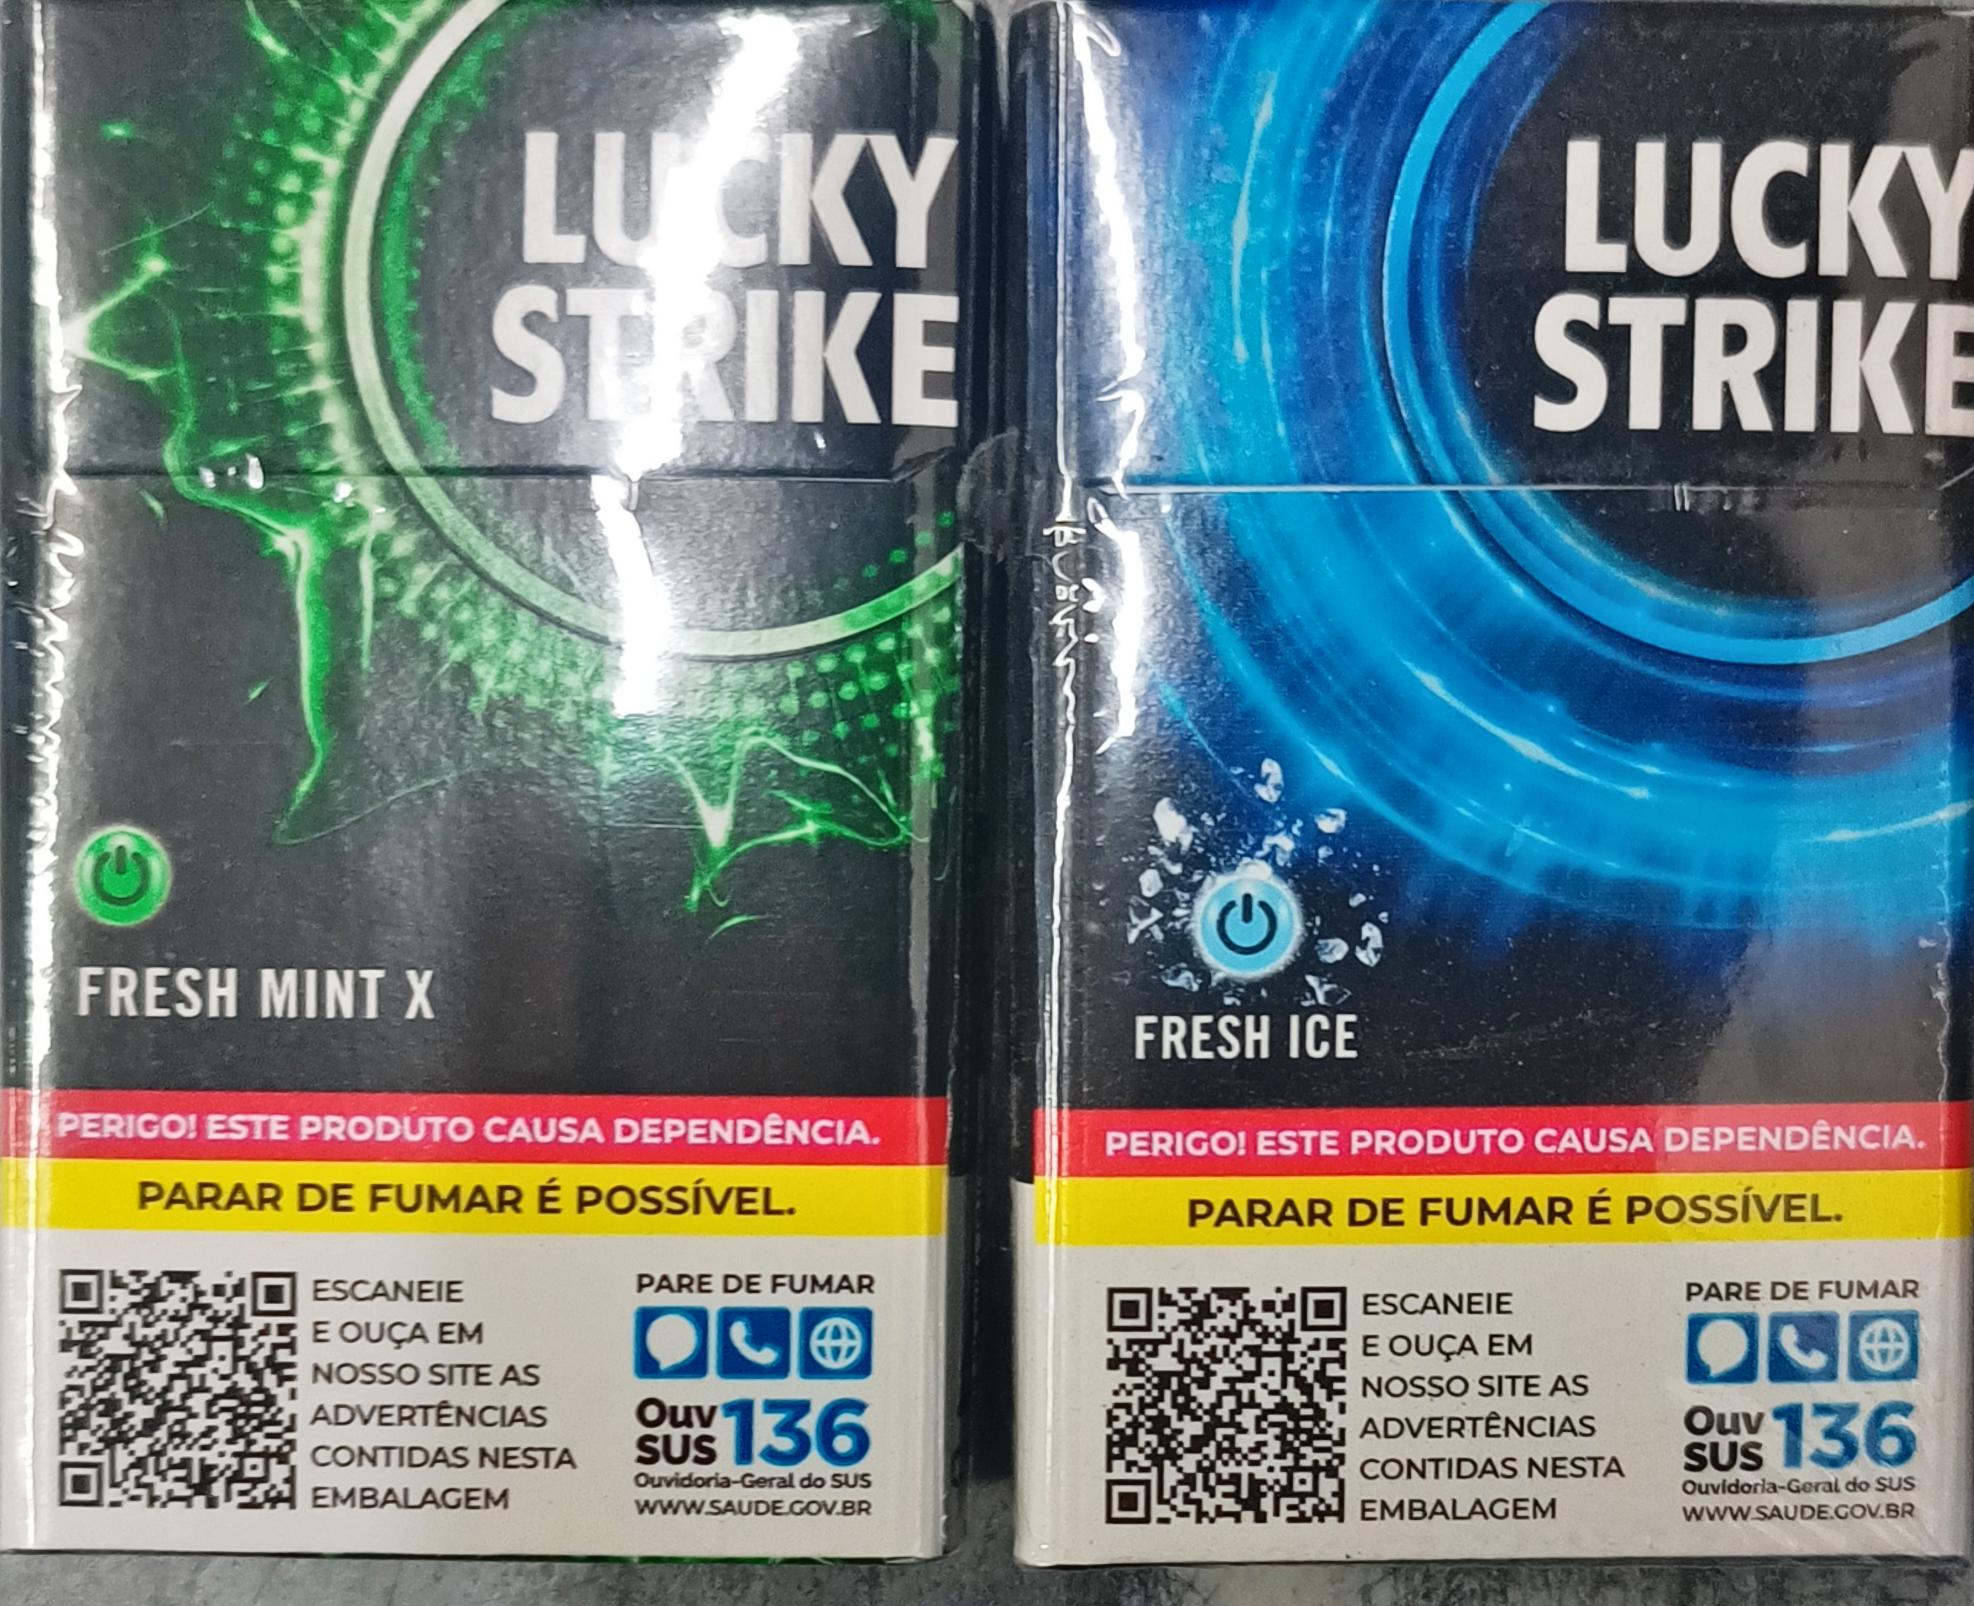 LUCKY
STRIKE
FRESH MINT X
PERIGO! ESTE PRODUTO CAUSA DEPENDÊNCIA.
PARAR DE FUMAR É POSSÍVEL.
ESCANEIE
E OUÇA EM
NOSSO SITE AS
ADVERTÊNCIAS
CONTIDAS NESTA
EMBALAGEM
PARE DE FUMAR
Ouv
SUS 136
Ouvidoria-Geral do SUS
WWW.SAUDE.GOV.BR
LUCKY
STRIKE
FRESH ICE
PERIGO! ESTE PRODUTO CAUSA DEPENDÊNCIA.
PARAR DE FUMAR É POSSÍVEL.
ESCANEIE
E OUÇA EM
NOSSO SITE AS
ADVERTÊNCIAS
CONTIDAS NESTA
EMBALAGEM
PARE DE FUMAR
Ouv
SUS 136
Ouvidoria-Geral do SUS
WWW.SAUDE.GOV.BR